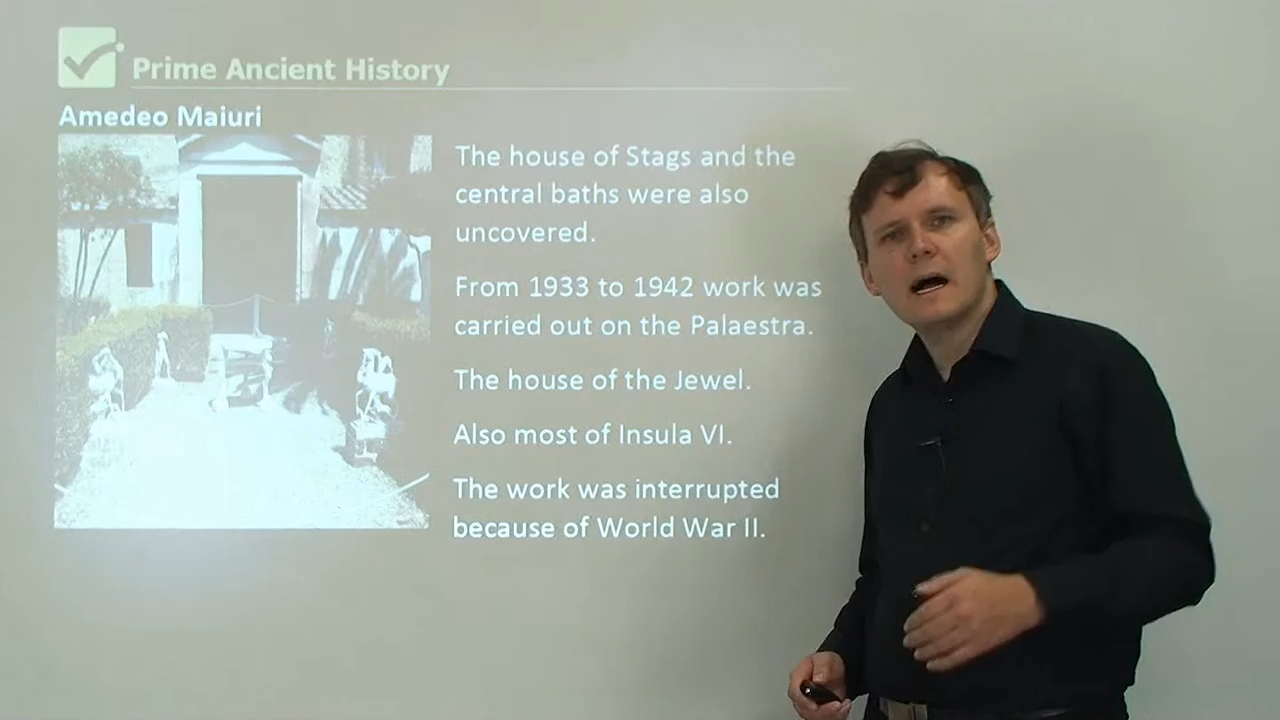 Prime Ancient History
Amedeo Maiuri
The house of Stags and the
central baths were also
uncovered.
From 1933 to 1942 work was
carried out on the Palaestra.
The house of the Jewel.
Also most of Insula VI.
The work was interrupted
because of World War II.